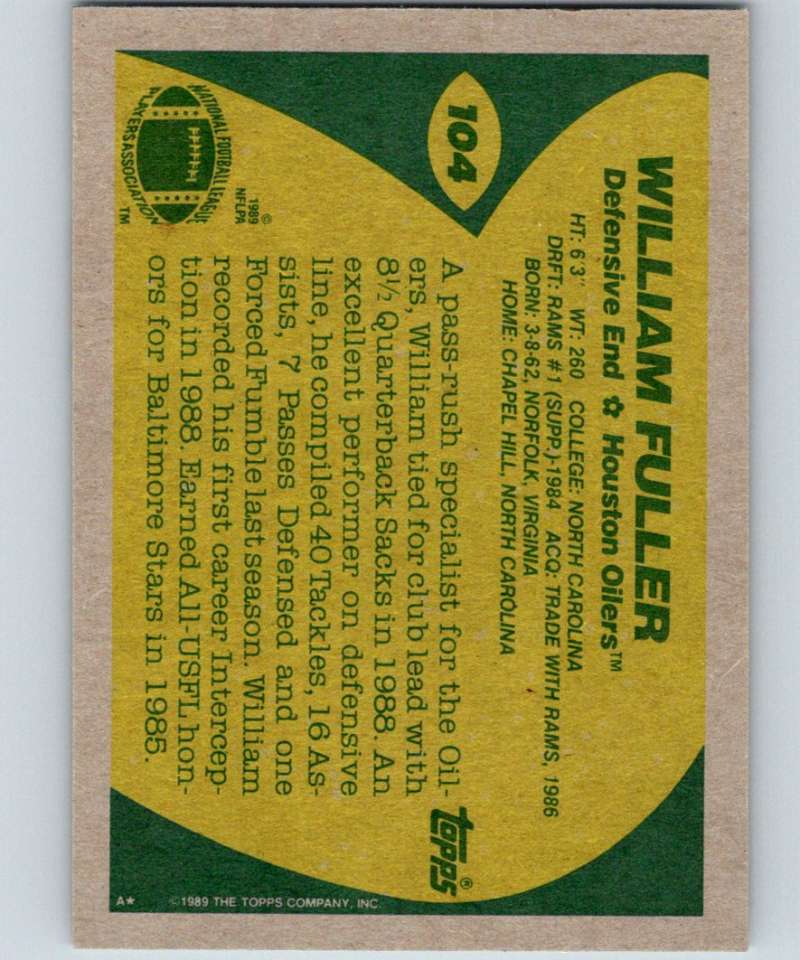 104
WILLIAM FULLER
Defensive End ✿ Houston Oilers™
HT: 6'3" WT: 260 COLLEGE: NORTH CAROLINA
DRFT: RAMS #1 (SUPP.)-1984 ACQ: TRADE WITH RAMS, 1986
BORN: 3-8-62, NORFOLK, VIRGINIA
HOME: CHAPEL HILL, NORTH CAROLINA
A pass-rush specialist for the Oil-
ers, William tied for club lead with
8½ Quarterback Sacks in 1988. An
excellent performer on defensive
line, he compiled 40 Tackles, 16 As-
sists, 7 Passes Defensed and one
Forced Fumble last season. William
recorded his first career Intercep-
tion in 1988. Earned All-USFL hon-
ors for Baltimore Stars in 1985.
NATIONAL FOOTBALL LEAGUE
PLAYERS ASSOCIATION
TM
©
1989
NFLPA
topps®
A★ ©1989 THE TOPPS COMPANY, INC.